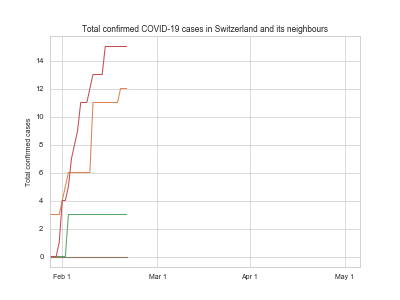 Total confirmed COVID-19 cases in Switzerland and its neighbours
Total confirmed cases
14
12
10
8
6
4
2
0
Feb 1
Mar 1
Apr 1
May 1